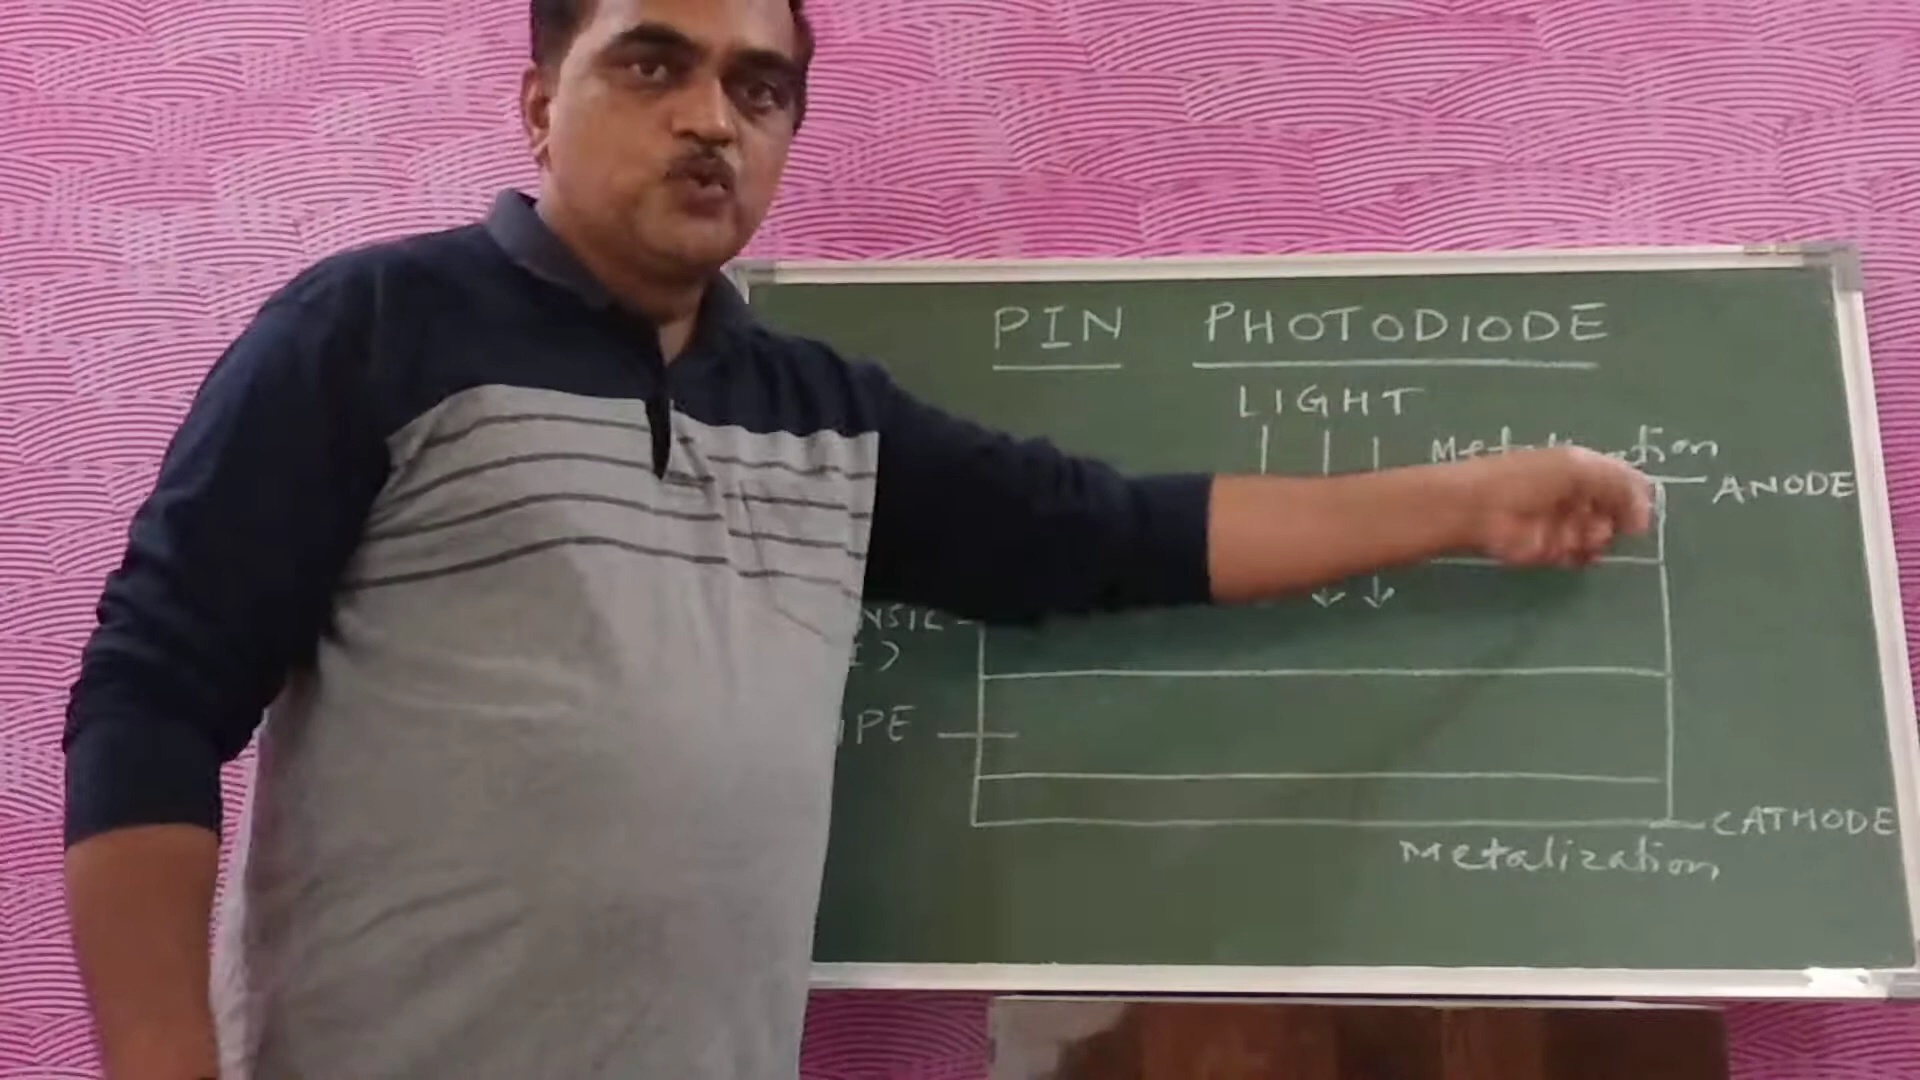 PIN PHOTODIODE
LIGHT
ANODE
CATHODE
Metalization